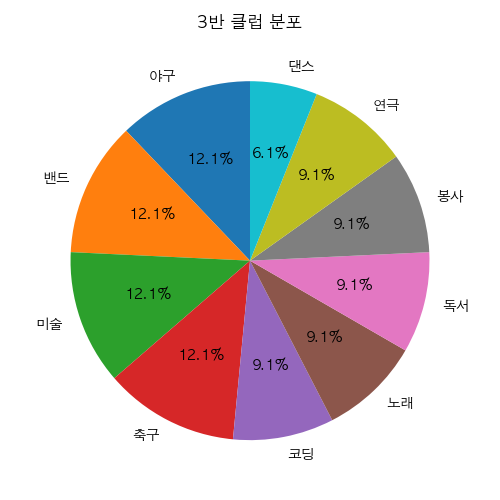 3반 클럽 분포
야구
12.1%
밴드
12.1%
미술
12.1%
축구
12.1%
코딩
9.1%
노래
9.1%
독서
9.1%
봉사
9.1%
연극
9.1%
댄스
6.1%